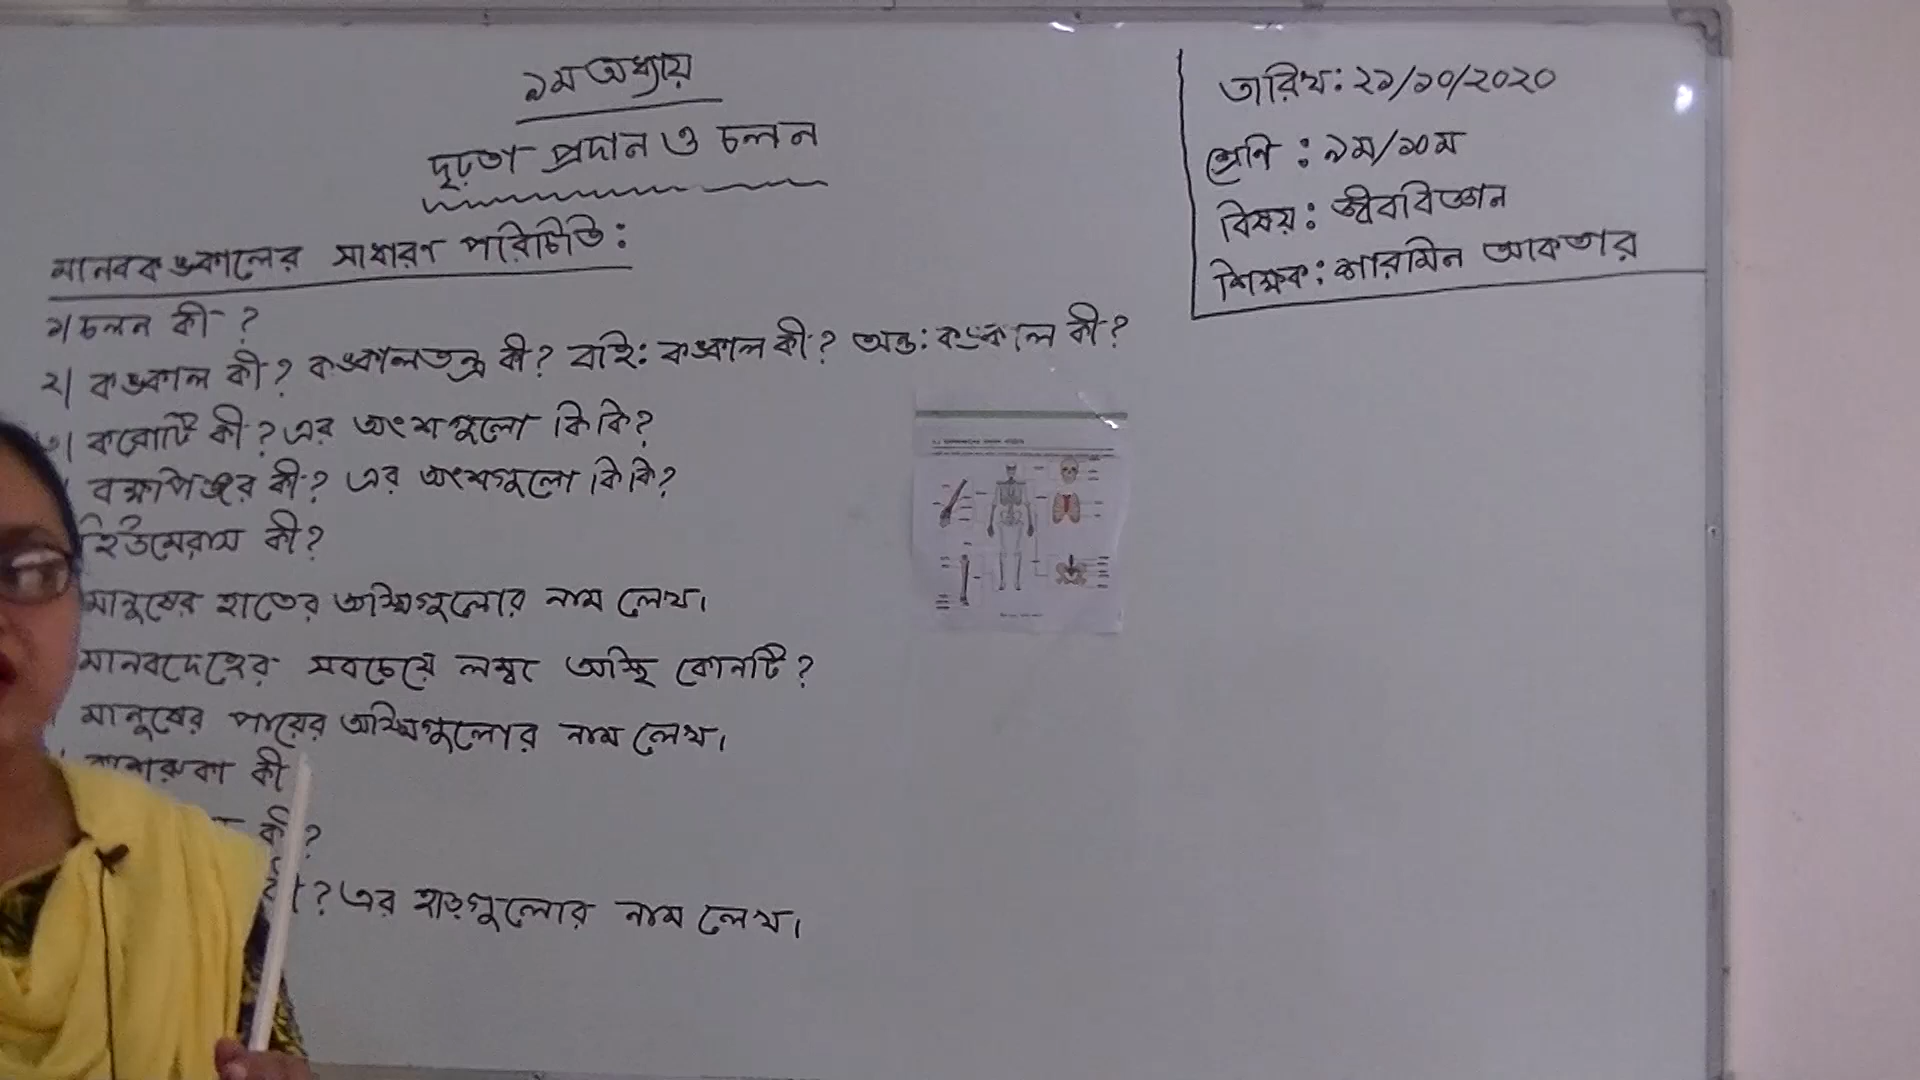 ৯ম অধ্যায়
দৃঢ়তা প্রদান ও চলন
তারিখ: ২১/১০/২০২০
শ্রেণি : ৯ম/১০ম
বিষয়: জীববিজ্ঞান
শিক্ষক: শারমিন আকতার
মানবকঙ্কালের সাধারণ পরিচিতি:
১। চলন কী ?
২। কঙ্কাল কী? কঙ্কালতন্ত্র কী? বহি: কঙ্কাল কী? অন্ত: কঙ্কাল কী?
৩। করোটি কী? এর অংশগুলো কি কি?
বক্ষপিঞ্জর কী? এর অংশগুলো কি কি?
হিউমেরাস কী?
মানুষের হাতের অস্থিগুলোর নাম লেখ।
মানবদেহের সবচেয়ে লম্বা অস্থি কোনটি?
মানুষের পায়ের অস্থিগুলোর নাম লেখ।
কী
কী?
কী? এর হাড়গুলোর নাম লেখ।